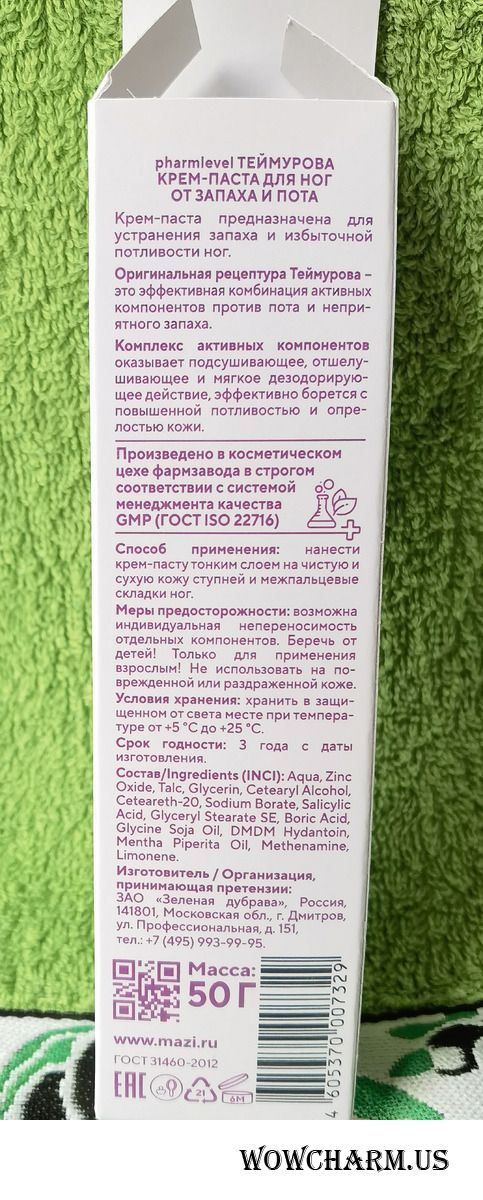 pharmlevel ТЕЙМУРОВА
КРЕМ-ПАСТА ДЛЯ НОГ
ОТ ЗАПАХА И ПОТА
Крем-паста предназначена для
устранения запаха и избыточной
потливости ног.
Оригинальная рецептура Теймурова –
это эффективная комбинация активных
компонентов против пота и непри-
ятного запаха.
Комплекс активных компонентов
оказывает подсушивающее, отшелу-
шивающее и мягкое дезодорирую-
щее действие, эффективно борется с
повышенной потливостью и опре-
лостью кожи.
Произведено в косметическом
цехе фармзавода в строгом
соответствии с системой
менеджмента качества
GMP (ГОСТ ISO 22716)
Способ применения: нанести
крем-пасту тонким слоем на чистую и
сухую кожу ступней и межпальцевые
складки ног.
Меры предосторожности: возможна
индивидуальная непереносимость
отдельных компонентов. Беречь от
детей! Только для применения
взрослым! Не использовать на по-
врежденной или раздраженной коже.
Условия хранения: хранить в защи-
щенном от света месте при темпера-
туре от +5 °C до +25 °C.
Срок годности: 3 года с даты
изготовления.
Состав/Ingredients (INCI): Aqua, Zinc
Oxide, Talc, Glycerin, Cetearyl Alcohol,
Ceteareth-20, Sodium Borate, Salicylic
Acid, Glyceryl Stearate SE, Boric Acid,
Glycine Soja Oil, DMDM Hydantoin,
Mentha Piperita Oil, Methenamine,
Limonene.
Изготовитель / Организация,
принимающая претензии:
ЗАО «Зеленая дубрава», Россия,
141801, Московская обл., г. Дмитров,
ул. Профессиональная, д. 151,
тел.: +7 (495) 993-99-95.
Масса:
50 Г
www.mazi.ru
ГОСТ 31460-2012
EAC
21
6M
4 605370 007329
WOWCHARM.US